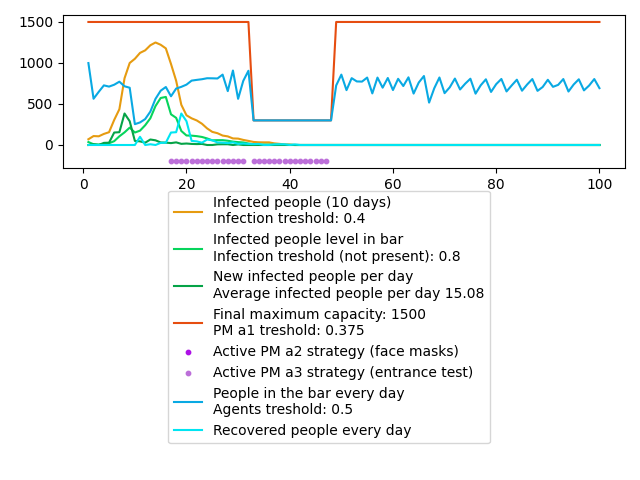 1500
1000
500
0
0
20
40
60
80
100
Infected people (10 days)
Infection treshold: 0.4
Infected people level in bar
Infection treshold (not present): 0.8
New infected people per day
Average infected people per day 15.08
Final maximum capacity: 1500
PM a1 treshold: 0.375
Active PM a2 strategy (face masks)
Active PM a3 strategy (entrance test)
People in the bar every day
Agents treshold: 0.5
Recovered people every day